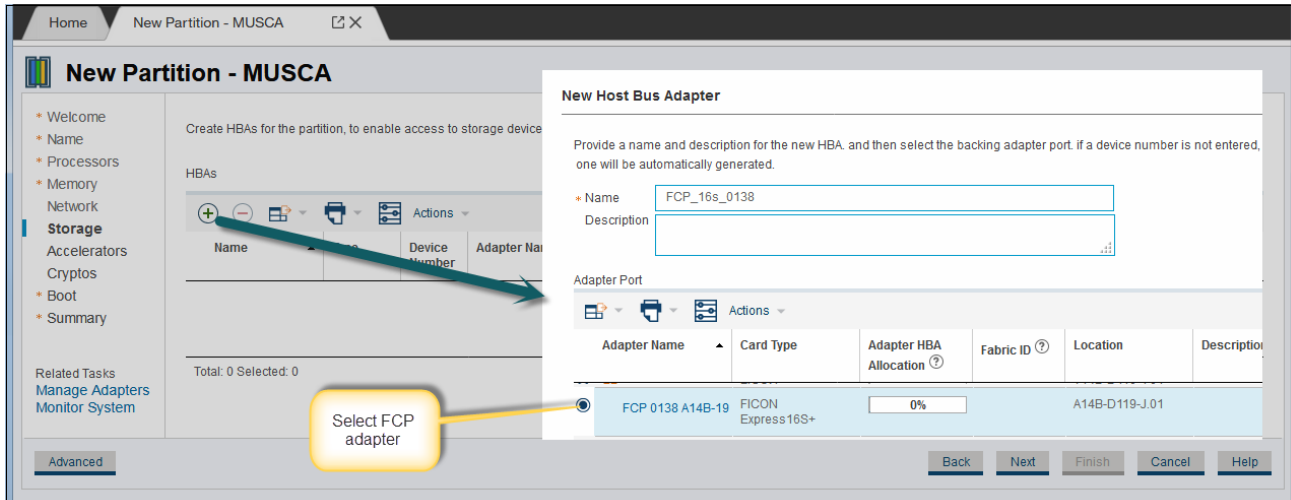 Home
New Partition - MUSCA
New Partition - MUSCA
* Welcome
* Name
* Processors
* Memory
Network
Storage
Accelerators
Cryptos
* Boot
* Summary
Related Tasks
Manage Adapters
Monitor System
Create HBAs for the partition, to enable access to storage device
HBAs
Actions
Name
Device Number
Adapter Na
Total: 0 Selected: 0
New Host Bus Adapter
Provide a name and description for the new HBA. and then select the backing adapter port. if a device number is not entered,
one will be automatically generated.
* Name
FCP_16s_0138
Description
Adapter Port
Actions
Adapter Name
Card Type
Adapter HBA
Allocation ?
Fabric ID ?
Location
Description
FCP 0138 A14B-19
FICON
Express16S+
0%
A14B-D119-J.01
Select FCP
adapter
Advanced
Back
Next
Finish
Cancel
Help